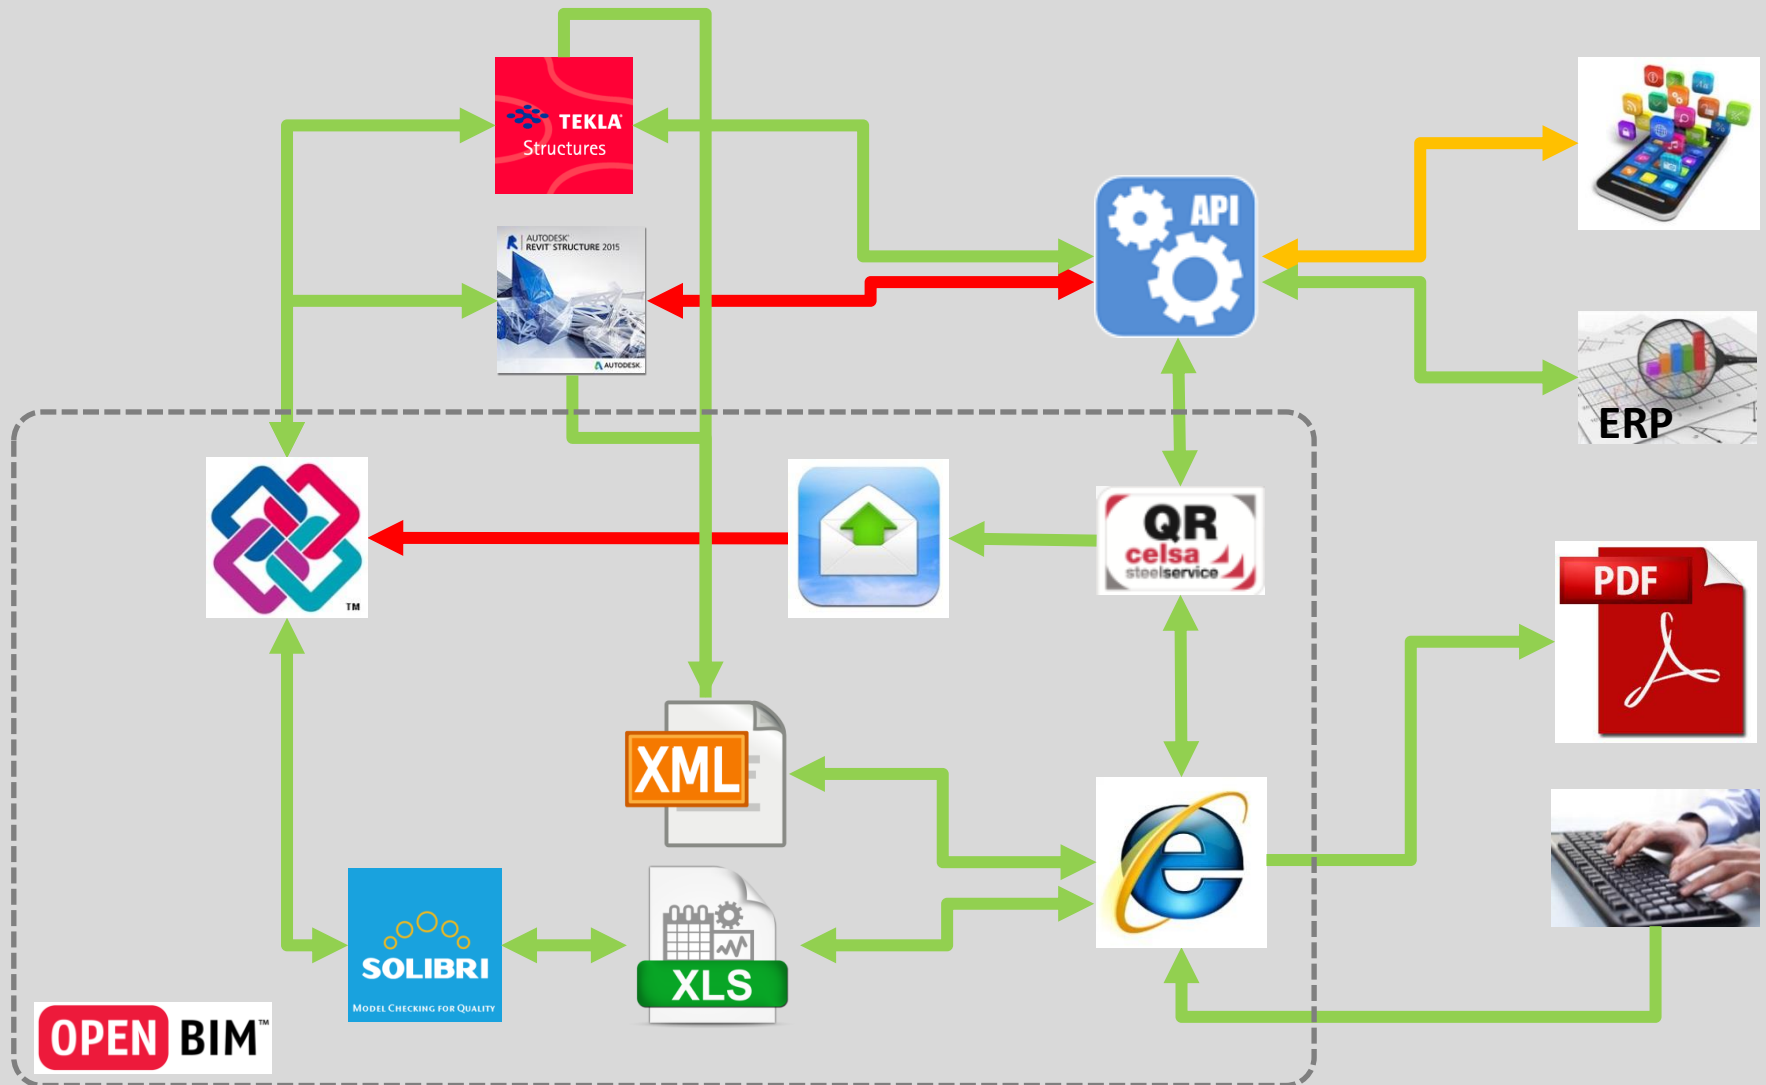 TEKLA
Structures
AUTODESK®
REVIT® STRUCTURE 2015
AUTODESK.
API
ERP
TM
QR
celsa
steelservice
PDF
XML
XLS
SOLIBRI
MODEL CHECKING FOR QUALITY
OPEN BIM™